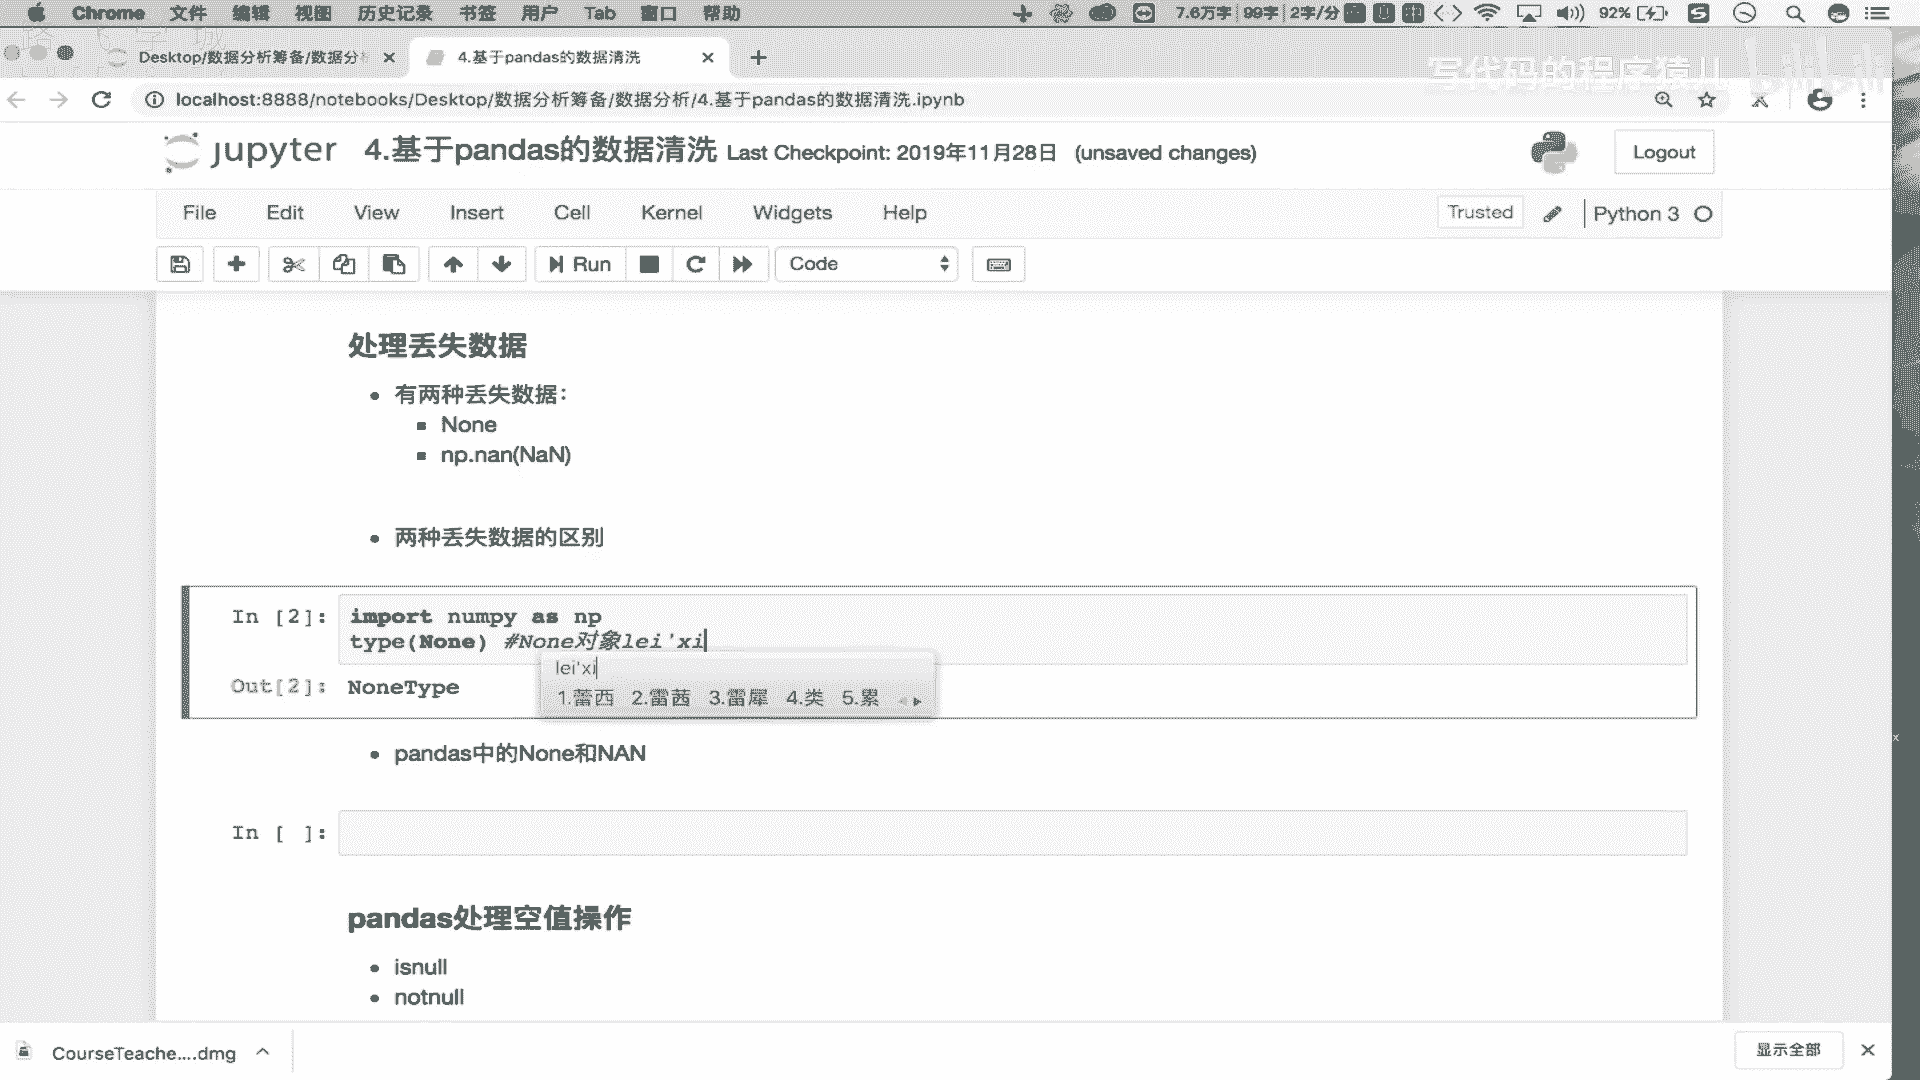 Chrome 文件 编辑 视图 历史记录 书签 用户 Tab 窗口 帮助 7.6万字 99字 2字/分 92%
Desktop/数据分析筹备/数据分 4.基于pandas的数据清洗
写代码的程序猿儿 bilibili
localhost:8888/notebooks/Desktop/数据分析筹备/数据分析/4.基于pandas的数据清洗.ipynb
jupyter 4.基于pandas的数据清洗 Last Checkpoint: 2019年11月28日 (unsaved changes) Logout
File Edit View Insert Cell Kernel Widgets Help Trusted Python 3
Run Code
处理丢失数据
有两种丢失数据：
None
np.nan(NaN)
两种丢失数据的区别
In [2]: import numpy as np
type(None) #None对象lei'xi
lei'xi
Out[2]: NoneType
1.蕾西 2.雷茜 3.雷犀 4.类 5.累
pandas中的None和NAN
In [ ]:
pandas处理空值操作
isnull
notnull
CourseTeache....dmg 显示全部